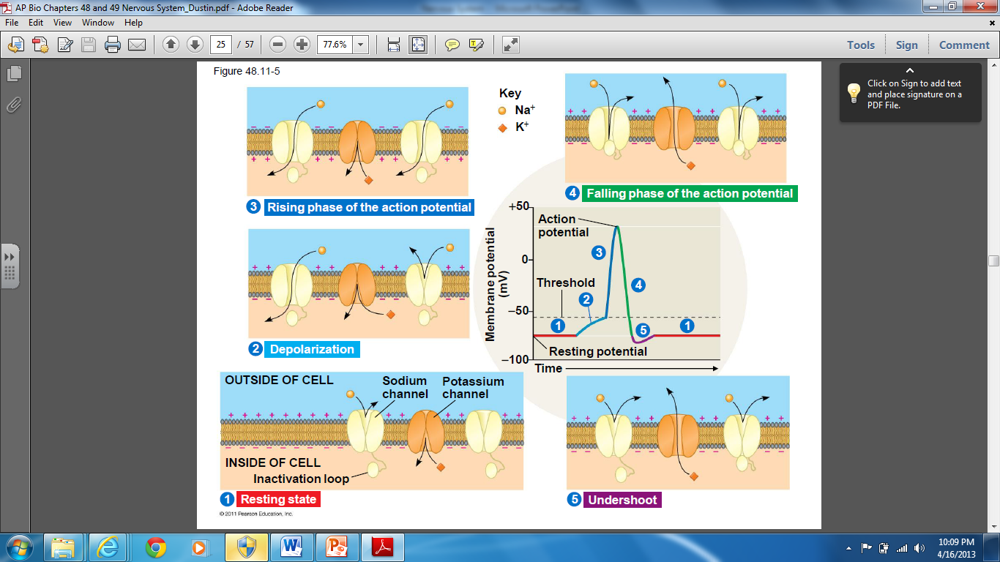 AP Bio Chapters 48 and 49 Nervous System_Dustin.pdf - Adobe Reader
File Edit View Window Help
25 / 57 77.6% Tools Sign Comment
Click on Sign to add text
and place signature on a
PDF File.
Figure 48.11-5
Key
Na+
K+
3 Rising phase of the action potential
4 Falling phase of the action potential
2 Depolarization
Membrane potential
(mV)
+50
0
−50
−100
Action
potential
3
Threshold
2
4
1
5
1
Resting potential
Time
OUTSIDE OF CELL
Sodium
channel
Potassium
channel
INSIDE OF CELL
Inactivation loop
1 Resting state
5 Undershoot
© 2011 Pearson Education, Inc.
10:09 PM
4/16/2013